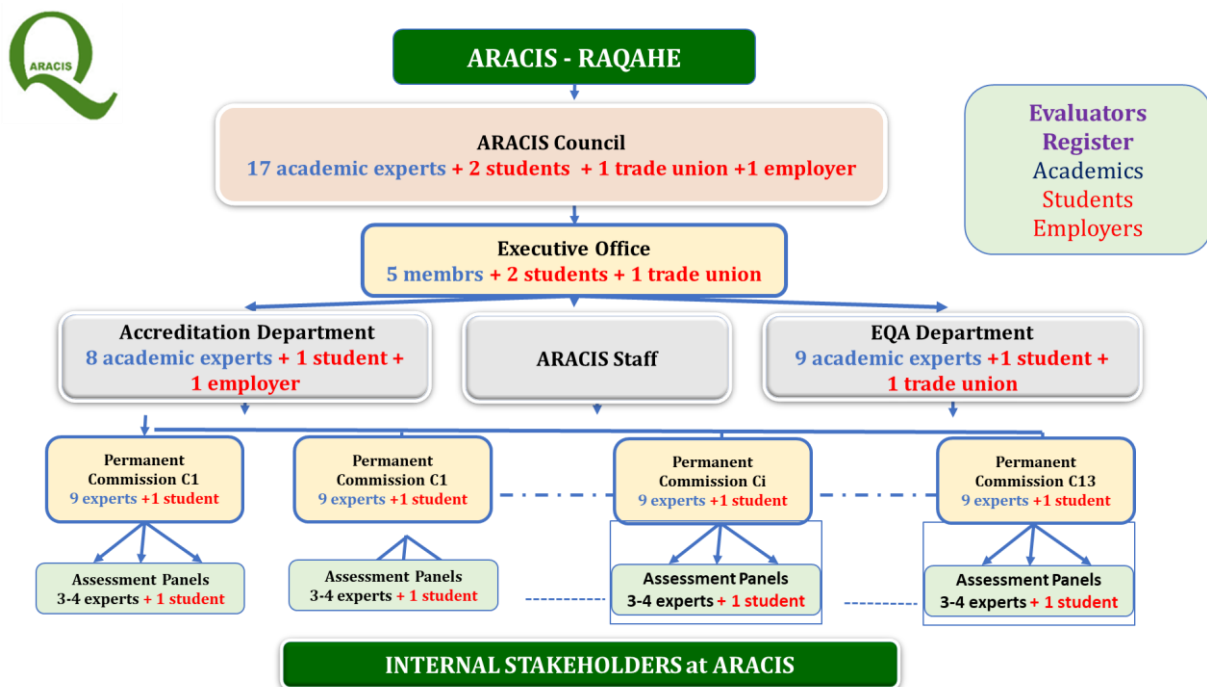 ARACIS
ARACIS - RAQAHE
ARACIS Council
17 academic experts + 2 students + 1 trade union +1 employer
Evaluators
Register
Academics
Students
Employers
Executive Office
5 membrs + 2 students + 1 trade union
Accreditation Department
8 academic experts + 1 student +
1 employer
ARACIS Staff
EQA Department
9 academic experts +1 student +
1 trade union
Permanent
Commission C1
9 experts +1 student
Permanent
Commission C1
9 experts +1 student
Permanent
Commission Ci
9 experts +1 student
Permanent
Commission C13
9 experts +1 student
Assessment Panels
3-4 experts + 1 student
Assessment Panels
3-4 experts + 1 student
Assessment Panels
3-4 experts + 1 student
Assessment Panels
3-4 experts + 1 student
INTERNAL STAKEHOLDERS at ARACIS